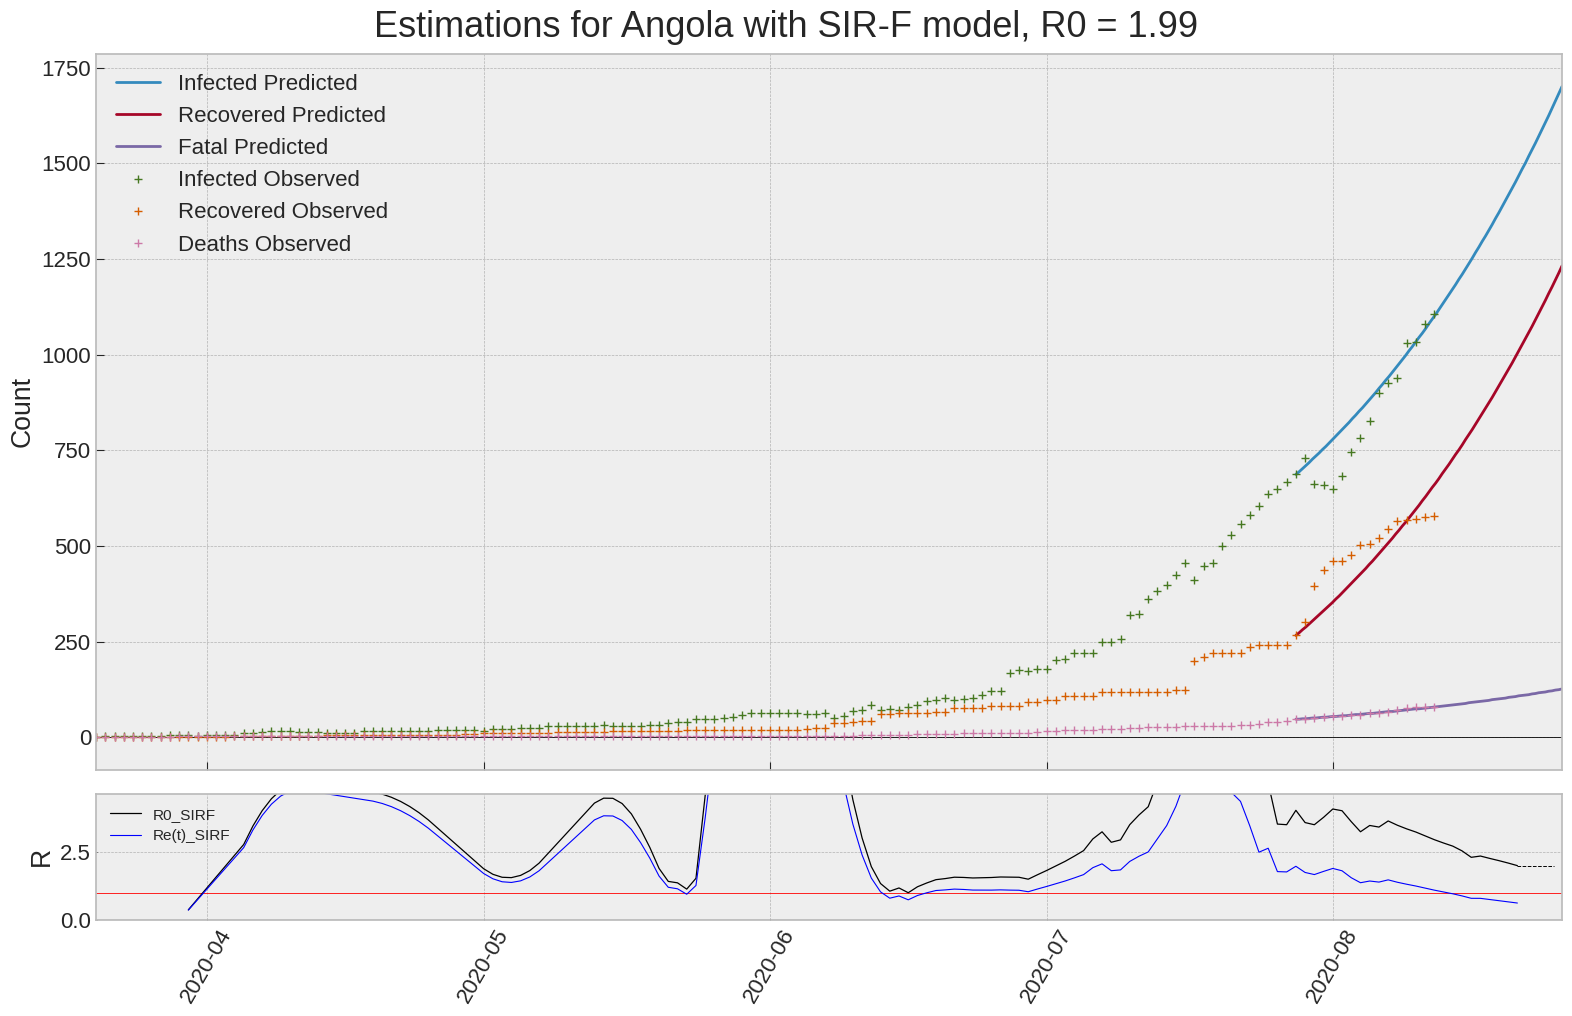 Estimations for Angola with SIR-F model, R0 = 1.99
1750
1500
1250
1000
750
500
250
0
Count
Infected Predicted
Recovered Predicted
Fatal Predicted
Infected Observed
Recovered Observed
Deaths Observed
R0_SIRF
Re(t)_SIRF
2.5
0.0
R
2020-04
2020-05
2020-06
2020-07
2020-08